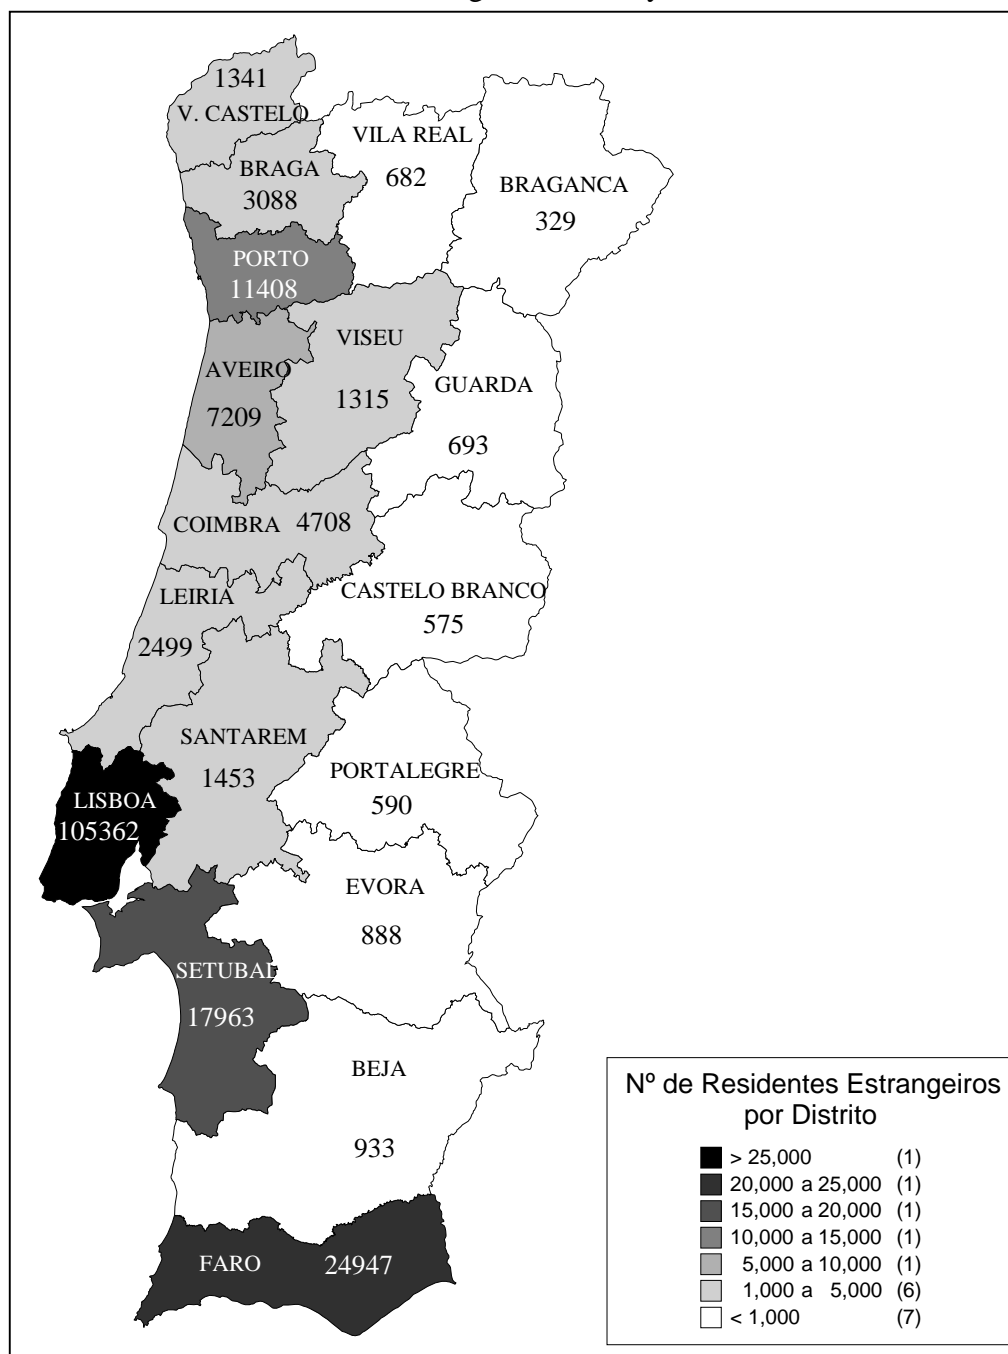 1341
V. CASTELO
VILA REAL
682
BRAGA
3088
BRAGANCA
329
PORTO
11408
VISEU
1315
AVEIRO
7209
GUARDA
693
COIMBRA 4708
LEIRIA
2499
CASTELO BRANCO
575
SANTAREM
1453
PORTALEGRE
590
LISBOA
105362
EVORA
888
SETUBAL
17963
BEJA
933
FARO 24947
Nº de Residentes Estrangeiros
por Distrito
> 25,000 (1)
20,000 a 25,000 (1)
15,000 a 20,000 (1)
10,000 a 15,000 (1)
5,000 a 10,000 (1)
1,000 a 5,000 (6)
< 1,000 (7)